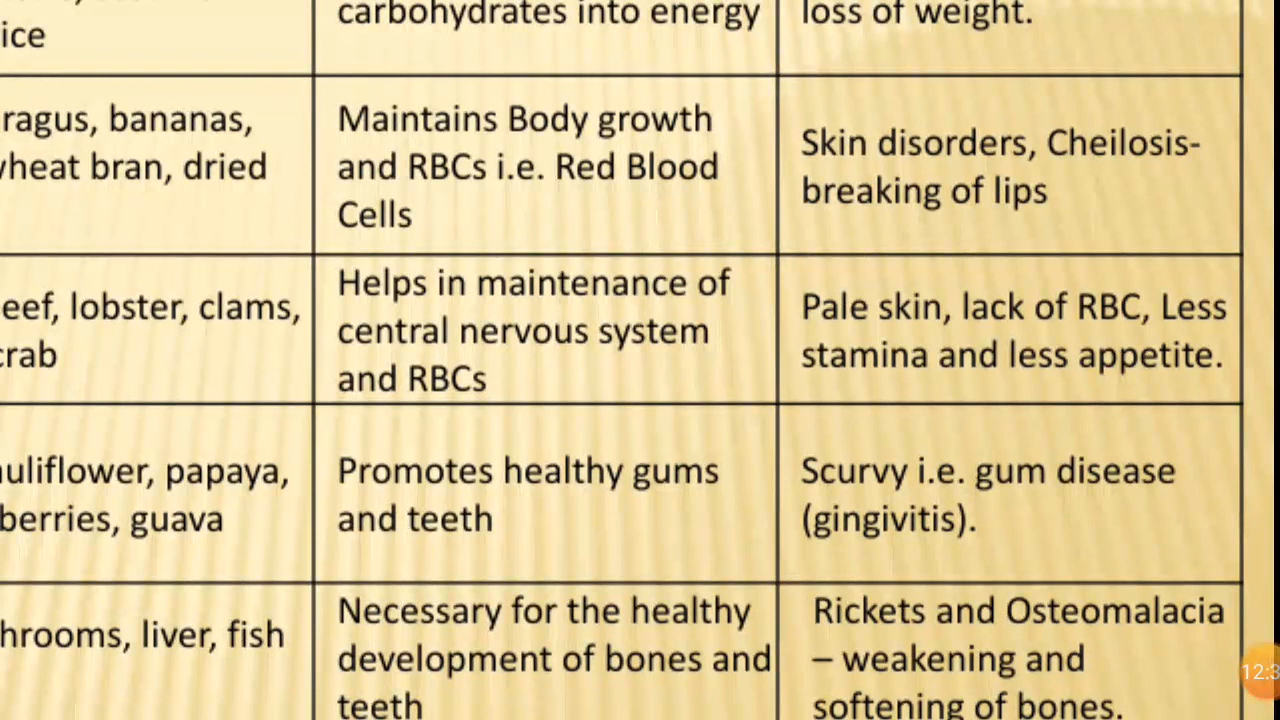 carbohydrates into energy
loss of weight.
ice
ragus, bananas,
wheat bran, dried
Maintains Body growth
and RBCs i.e. Red Blood
Cells
Skin disorders, Cheilosis-
breaking of lips
eef, lobster, clams,
crab
Helps in maintenance of
central nervous system
and RBCs
Pale skin, lack of RBC, Less
stamina and less appetite.
auliflower, papaya,
berries, guava
Promotes healthy gums
and teeth
Scurvy i.e. gum disease
(gingivitis).
hrooms, liver, fish
Necessary for the healthy
development of bones and
teeth
Rickets and Osteomalacia
– weakening and
softening of bones.
12:3